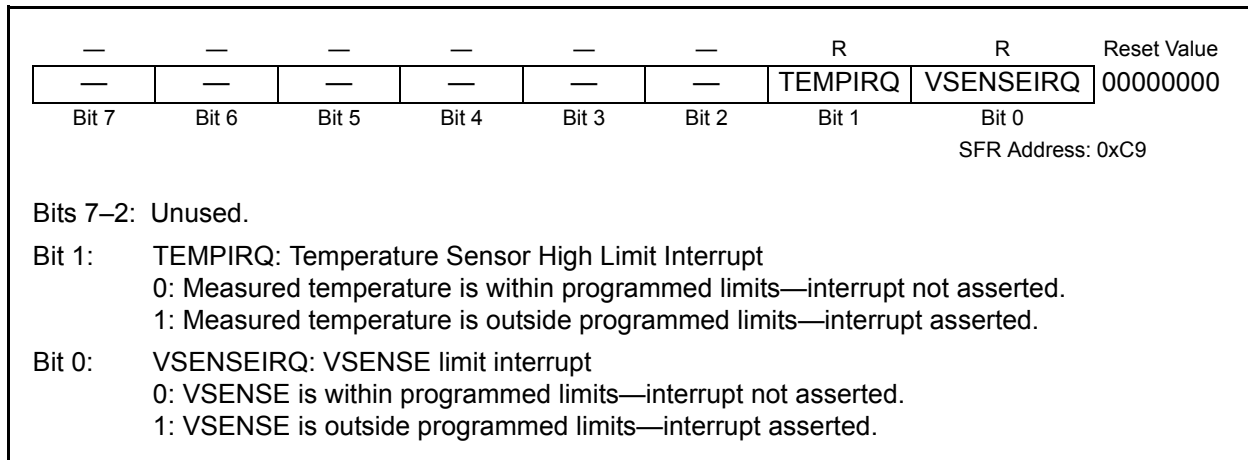 — — — — — — R R Reset Value
— — — — — — TEMPIRQ VSENSEIRQ 00000000
Bit 7 Bit 6 Bit 5 Bit 4 Bit 3 Bit 2 Bit 1 Bit 0
SFR Address: 0xC9
Bits 7–2: Unused.
Bit 1: TEMPIRQ: Temperature Sensor High Limit Interrupt
0: Measured temperature is within programmed limits—interrupt not asserted.
1: Measured temperature is outside programmed limits—interrupt asserted.
Bit 0: VSENSEIRQ: VSENSE limit interrupt
0: VSENSE is within programmed limits—interrupt not asserted.
1: VSENSE is outside programmed limits—interrupt asserted.